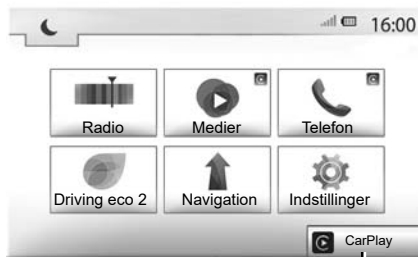 16:00
Radio Medier Telefon
Driving eco 2 Navigation Indstillinger
CarPlay